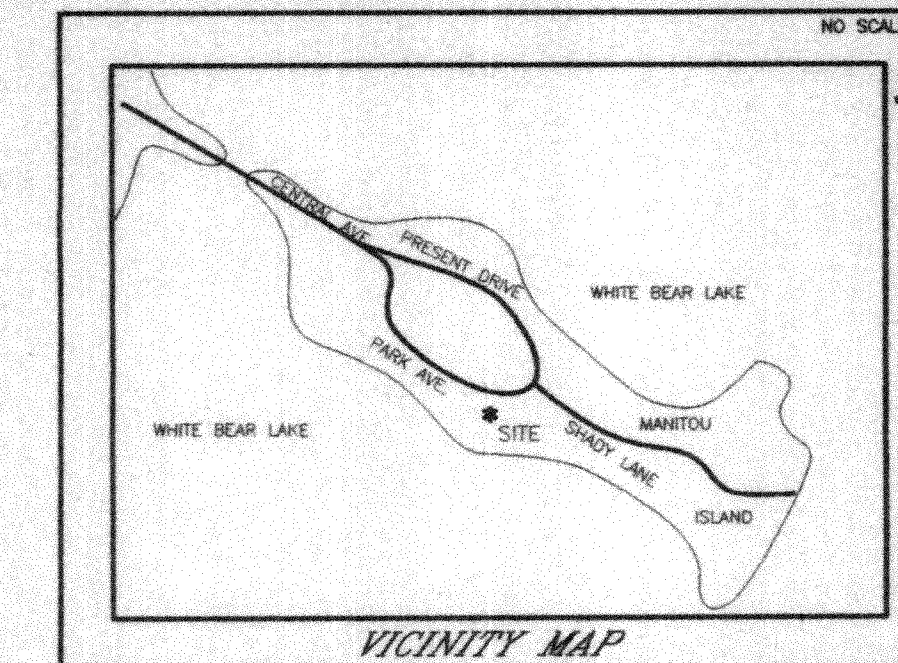 NO SCAL
CENTRAL AVE.
PRESENT DRIVE
WHITE BEAR LAKE
PARK AVE.
WHITE BEAR LAKE
SITE
SHADY LANE
MANITOU
ISLAND
VICINITY MAP